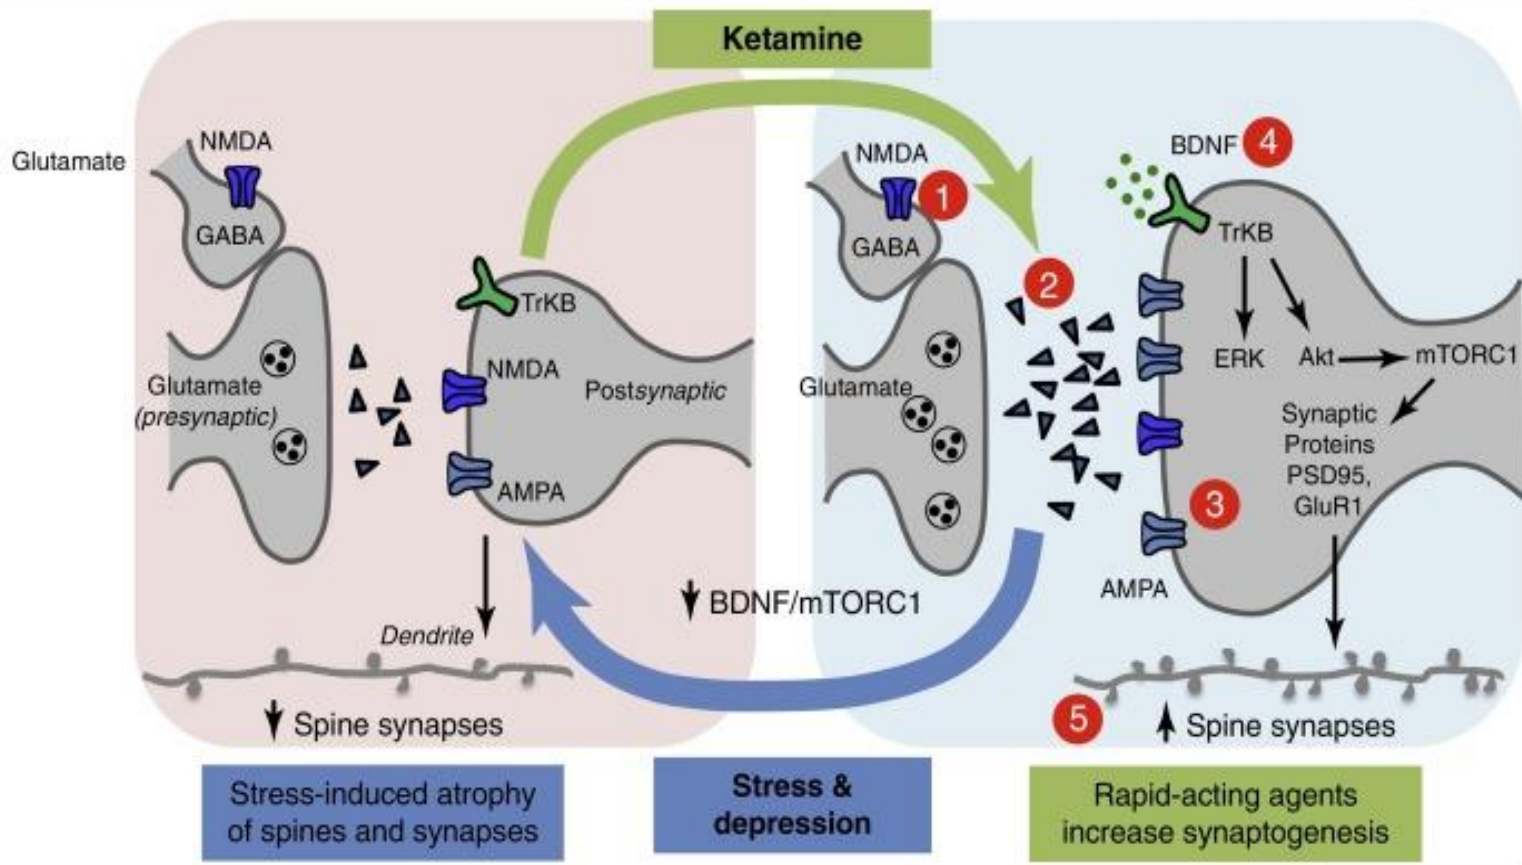 Ketamine
Glutamate
NMDA
GABA
TrKB
NMDA
Glutamate
(presynaptic)
Postsynaptic
AMPA
Dendrite
Spine synapses
BDNF/mTORC1
NMDA
1
GABA
2
Glutamate
BDNF
4
TrKB
ERK
Akt
mTORC1
Synaptic
Proteins
PSD95,
GluR1
3
AMPA
5
Spine synapses
Stress-induced atrophy
of spines and synapses
Stress &
depression
Rapid-acting agents
increase synaptogenesis